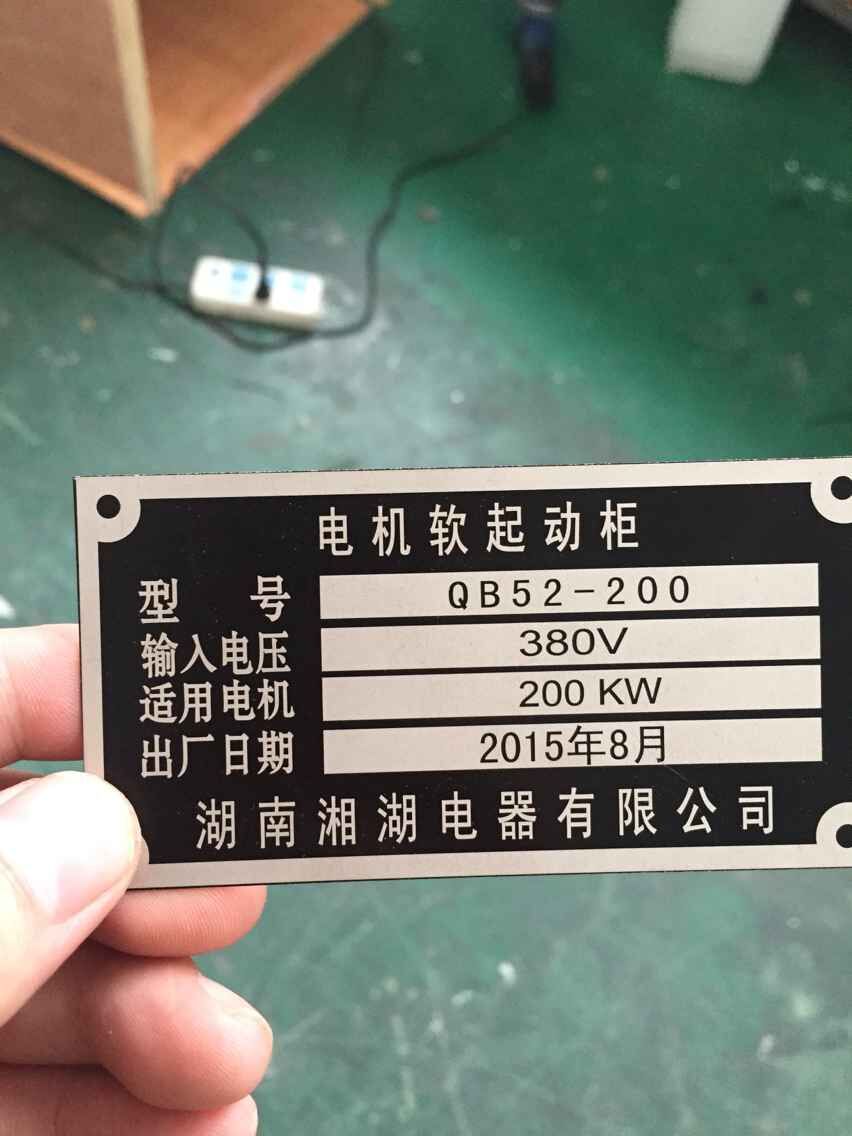 电机软起动柜
型号 QB52-200
输入电压 380V
适用电机 200 KW
出厂日期 2015年8月
湖南湘湖电器有限公司